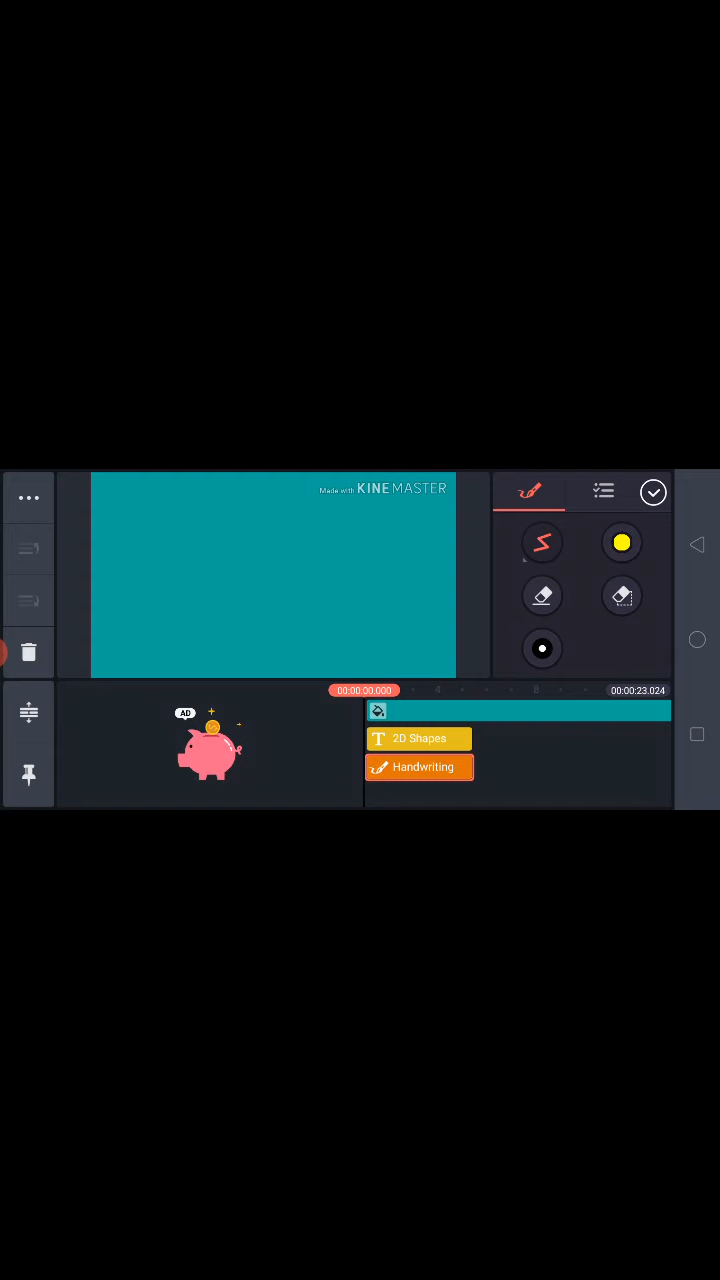 Made with KINEMASTER
00:00:00.000
4
8
00:00:23.024
AD
T 2D Shapes
Handwriting